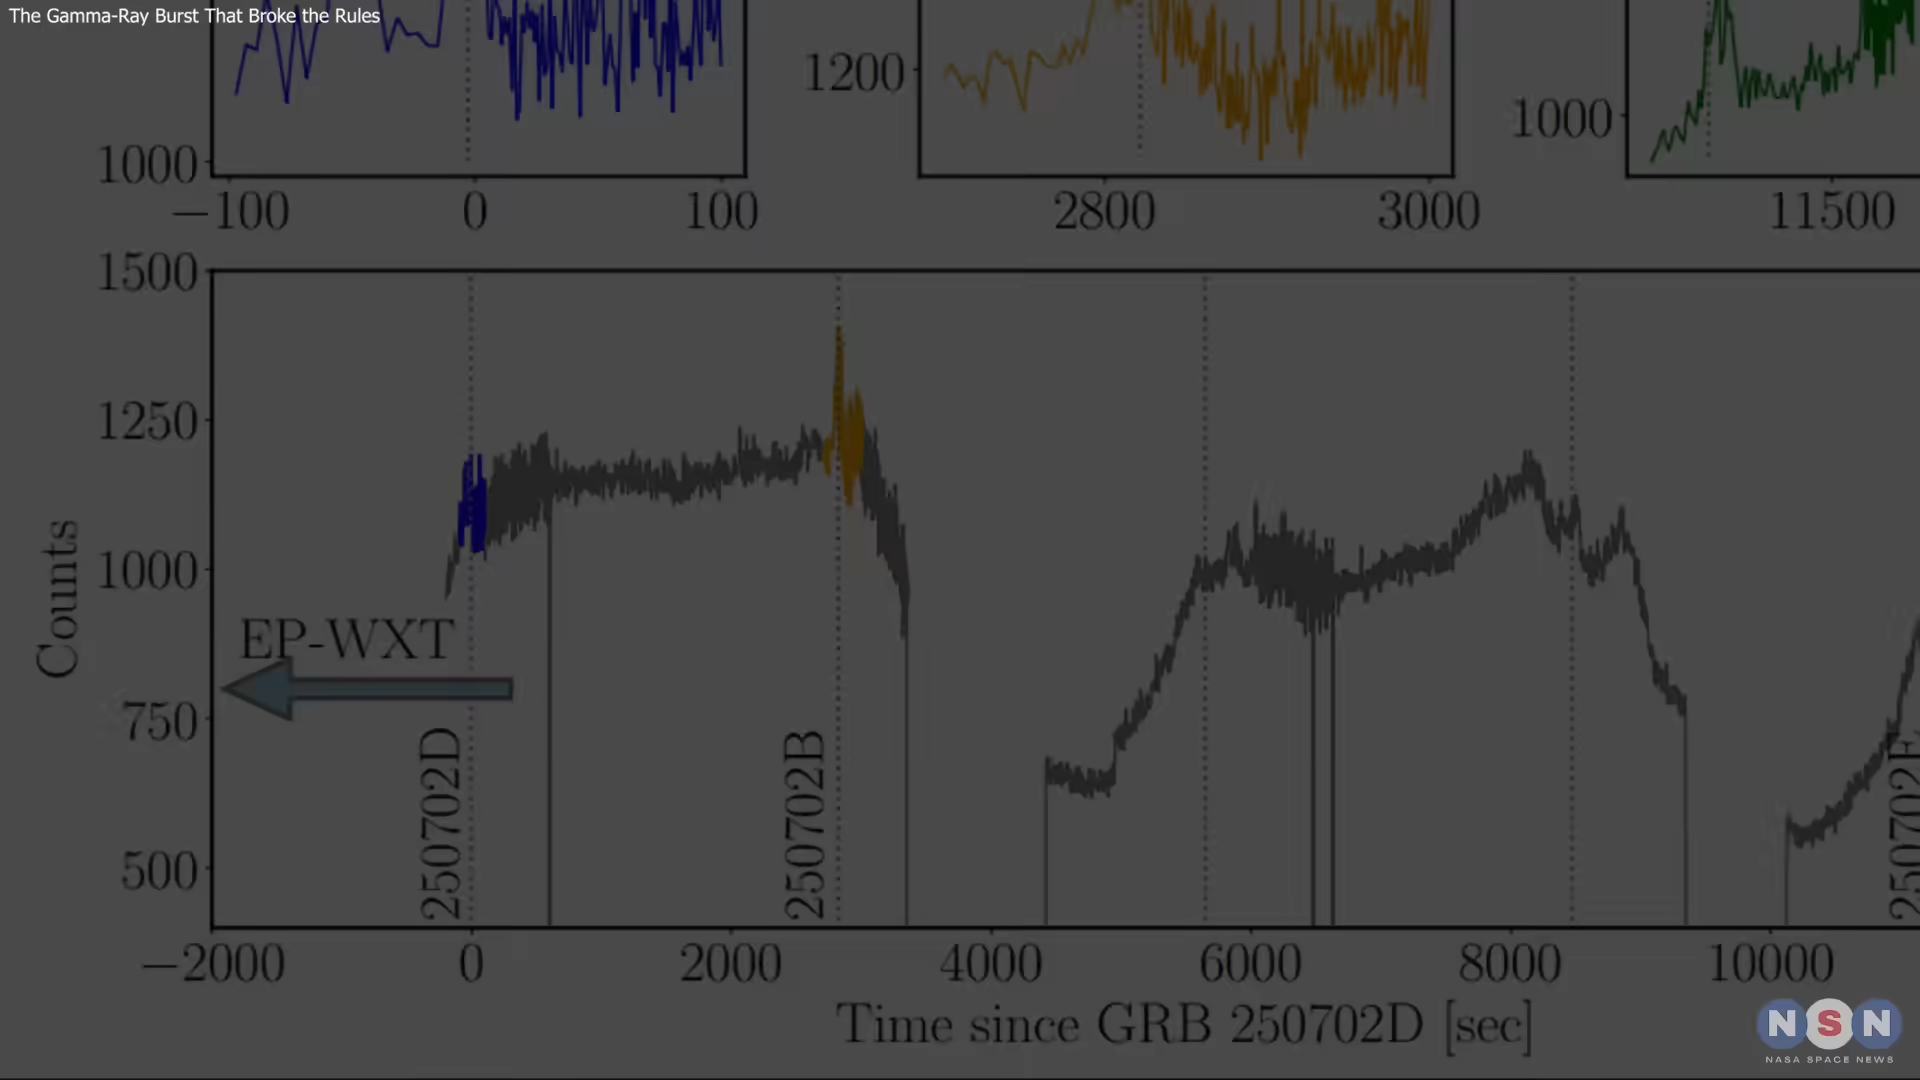 The Gamma-Ray Burst That Broke the Rules
1200
1000
1000
−100 0 100
2800 3000
11500
1500
1250
1000
750
500
Counts
EP-WXT
250702D
250702B
−2000 0 2000 4000 6000 8000 10000
Time since GRB 250702D [sec]
NSN
NASA SPACE NEWS